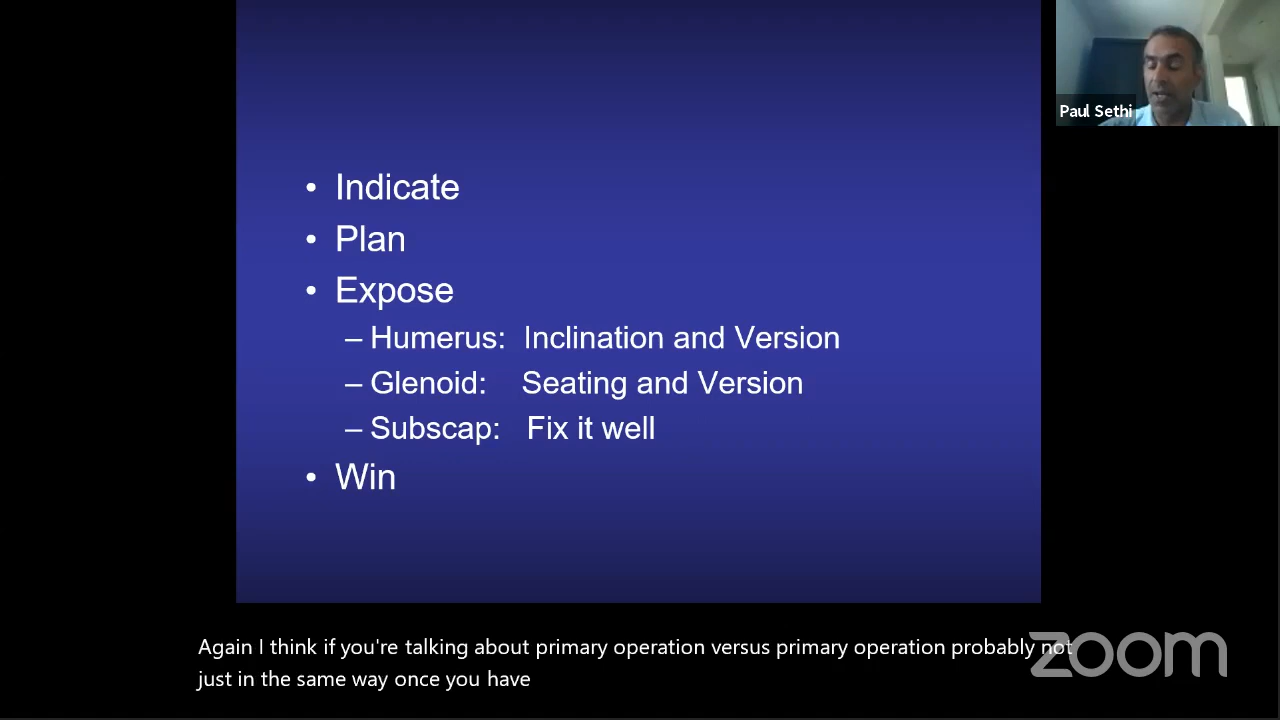 Paul Sethi
• Indicate
• Plan
• Expose
– Humerus: Inclination and Version
– Glenoid: Seating and Version
– Subscap: Fix it well
• Win
Again I think if you're talking about primary operation versus primary operation probably not
just in the same way once you have
zoom